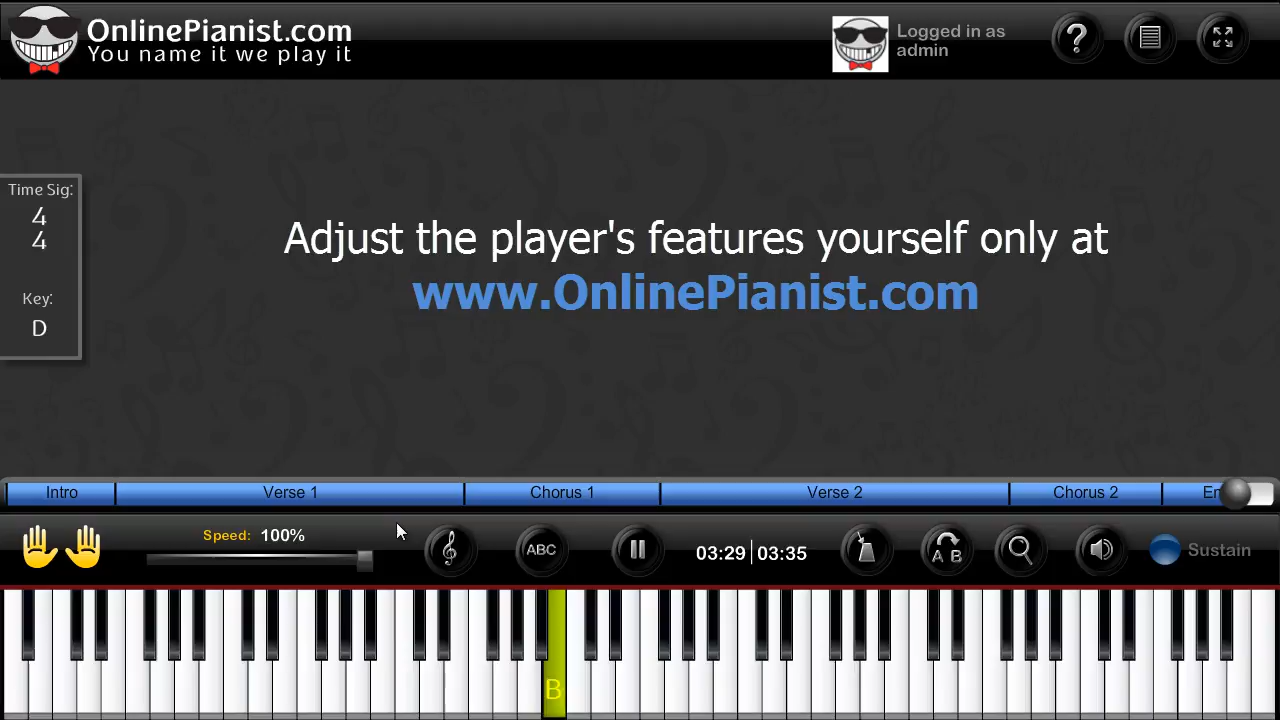 OnlinePianist.com
You name it we play it
Logged in as
admin
?
Time Sig:
4
4
Key:
D
Adjust the player's features yourself only at
www.OnlinePianist.com
Intro
Verse 1
Chorus 1
Verse 2
Chorus 2
Speed: 100%
ABC
03:29 | 03:35
A B
Sustain
B